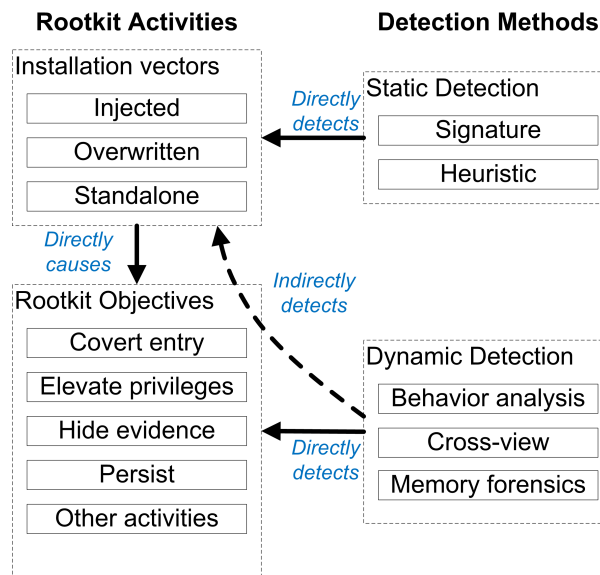 Rootkit Activities
Installation vectors
Injected
Overwritten
Standalone
Directly
causes
Rootkit Objectives
Covert entry
Elevate privileges
Hide evidence
Persist
Other activities
Directly
detects
Indirectly
detects
Directly
detects
Detection Methods
Static Detection
Signature
Heuristic
Dynamic Detection
Behavior analysis
Cross-view
Memory forensics